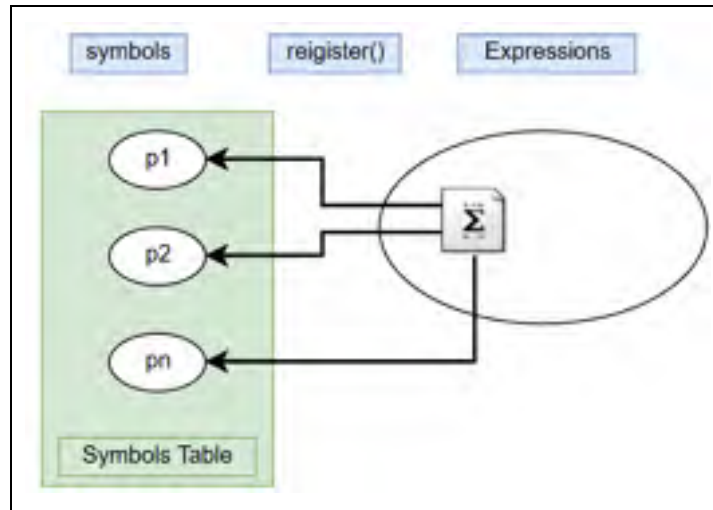 symbols
reigister()
Expressions
p1
Σ
p2
pn
Symbols Table